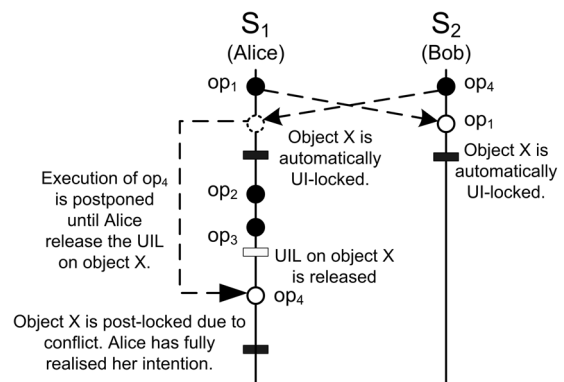 S1
(Alice)
S2
(Bob)
op1
op4
op1
Object X is
automatically
UI-locked.
Object X is
automatically
UI-locked.
Execution of op4
is postponed
until Alice
release the UIL
on object X.
op2
op3
UIL on object X
is released
op4
Object X is post-locked due to
conflict. Alice has fully
realised her intention.